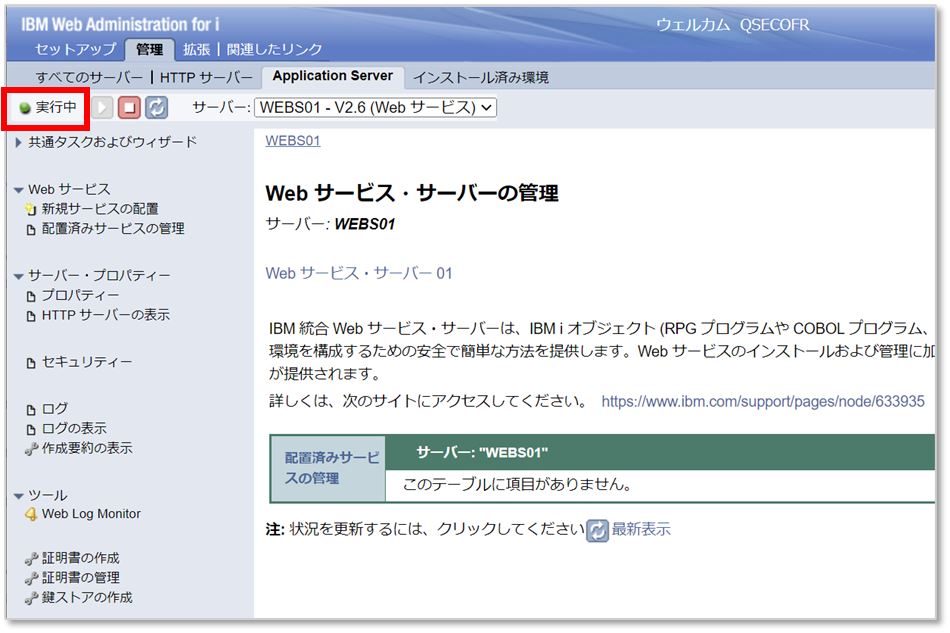 IBM Web Administration for i
ウェルカム QSECOFR
セットアップ 管理 拡張 | 関連したリンク
すべてのサーバー | HTTP サーバー Application Server インストール済み環境
実行中 サーバー: WEBS01 - V2.6 (Web サービス)
共通タスクおよびウィザード
Web サービス
新規サービスの配置
配置済みサービスの管理
サーバー・プロパティー
プロパティー
HTTP サーバーの表示
セキュリティー
ログ
ログの表示
作成要約の表示
ツール
Web Log Monitor
証明書の作成
証明書の管理
鍵ストアの作成
WEBS01
Web サービス・サーバーの管理
サーバー: WEBS01
Web サービス・サーバー 01
IBM 統合 Web サービス・サーバーは、IBM i オブジェクト (RPG プログラムや COBOL プログラム、
環境を構成するための安全で簡単な方法を提供します。Web サービスのインストールおよび管理に加
が提供されます。
詳しくは、次のサイトにアクセスしてください。 https://www.ibm.com/support/pages/node/633935
配置済みサービ
スの管理
サーバー: "WEBS01"
このテーブルに項目がありません。
注: 状況を更新するには、クリックしてください 最新表示